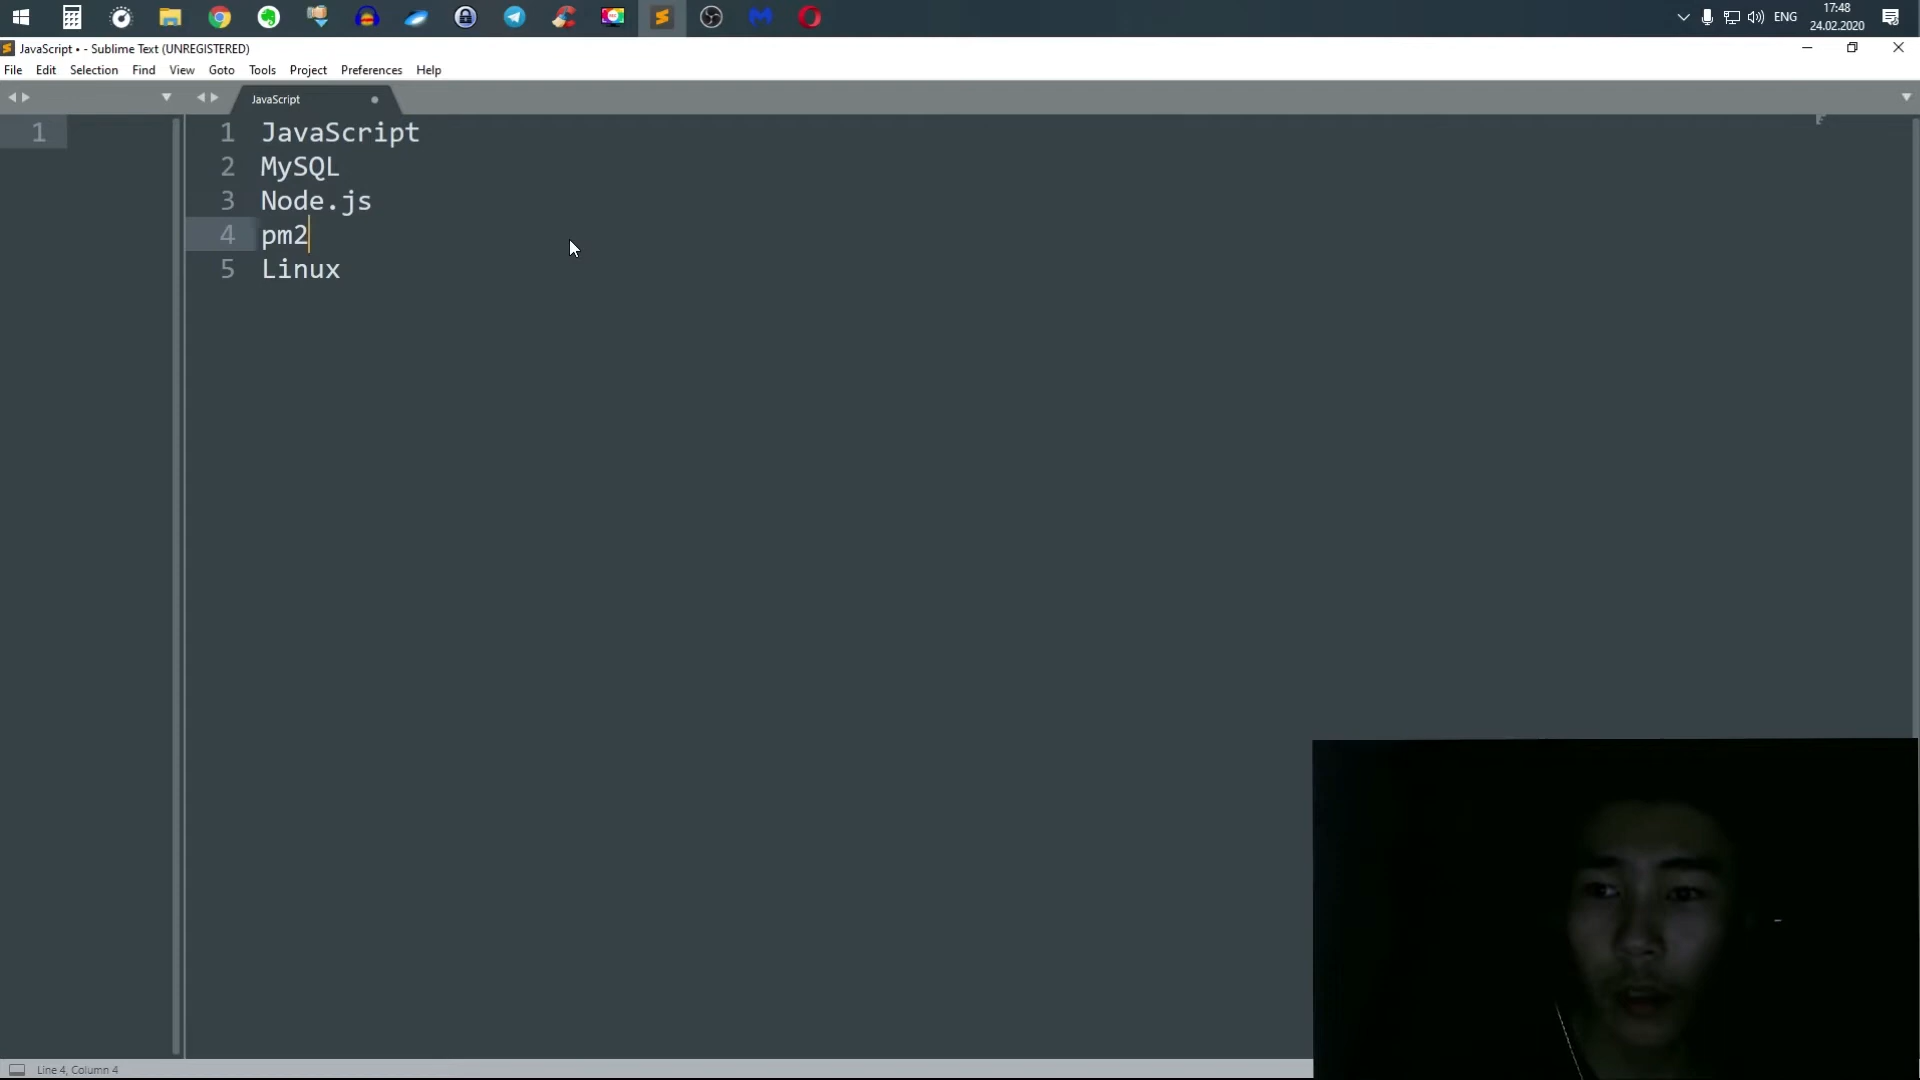 17:48
ENG
24.02.2020
JavaScript • - Sublime Text (UNREGISTERED)
File Edit Selection Find View Goto Tools Project Preferences Help
JavaScript
1
1 JavaScript
2 MySQL
3 Node.js
4 pm2
5 Linux
Line 4, Column 4